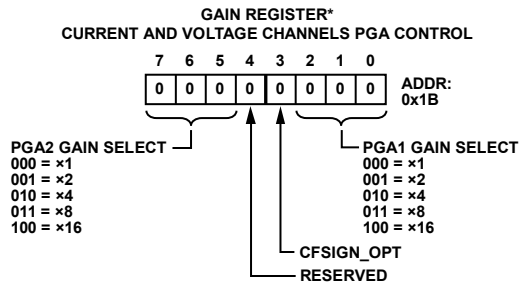 GAIN REGISTER*
CURRENT AND VOLTAGE CHANNELS PGA CONTROL
7 6 5 4 3 2 1 0
0 0 0 0 0 0 0 0
ADDR:
0x1B
PGA2 GAIN SELECT
000 = ×1
001 = ×2
010 = ×4
011 = ×8
100 = ×16
PGA1 GAIN SELECT
000 = ×1
001 = ×2
010 = ×4
011 = ×8
100 = ×16
CFSIGN_OPT
RESERVED